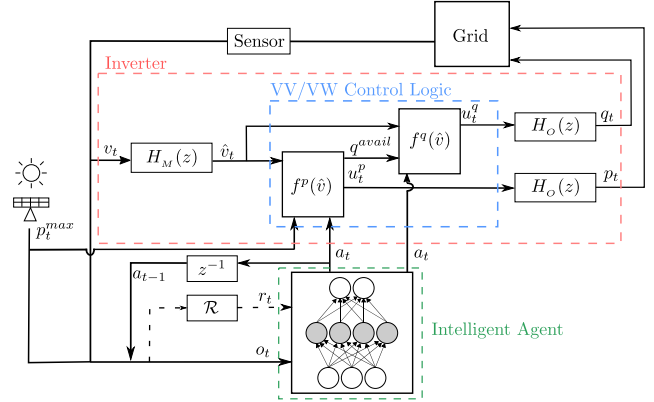 Grid
Sensor
Inverter
VV/VW Control Logic
u_t^q
q_t
f^q(v̂)
H_O(z)
v_t
H_M(z)
v̂_t
q^{avail}
f^p(v̂)
u_t^p
H_O(z)
p_t
p_t^{max}
a_t
a_t
a_{t-1}
z^{-1}
R
r_t
Intelligent Agent
o_t